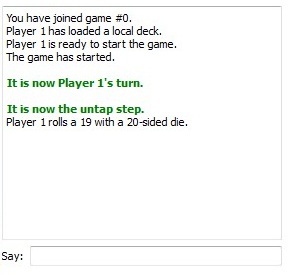 You have joined game #0.
Player 1 has loaded a local deck.
Player 1 is ready to start the game.
The game has started.
It is now Player 1's turn.
It is now the untap step.
Player 1 rolls a 19 with a 20-sided die.
Say: